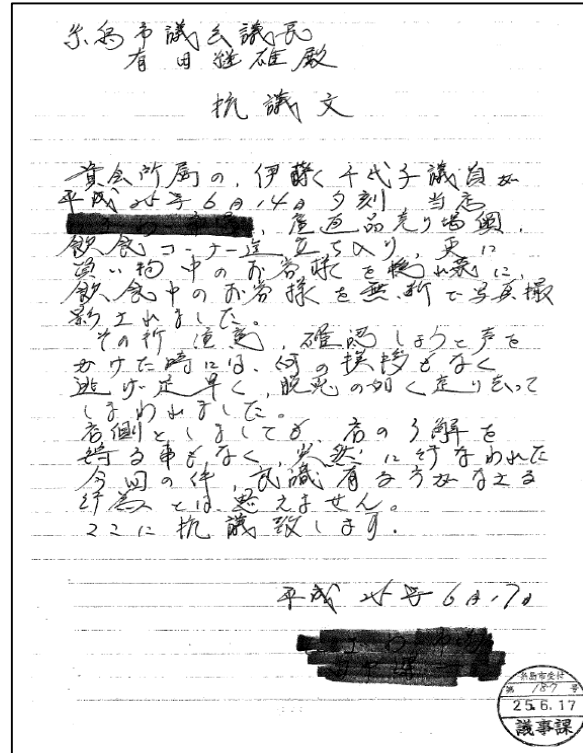 糸島市議会議長
有田継雄殿
抗議文
貴会所属の、伊藤千代子議員が
平成25年6月14日夕刻 当店
産直品売り場側、
飲食コーナー迄立ち入り、更に
買い物中のお客様を隠れ蓑に、
飲食中のお客様を無断で写真撮
影されました。
その折 注意、確認しようと声を
かけた時には、何の挨拶もなく
逃げ足早く、脱兎の如く走り去って
しまわれました。
店側としましても 店の了解を
得る事もなく、突然に行なわれた
今回の件、良識有る方がなさる
行為とは思えません。
ここに抗議致します.
平成25年6月17日
糸島市受付
第 187 号
25.6.17
議事課